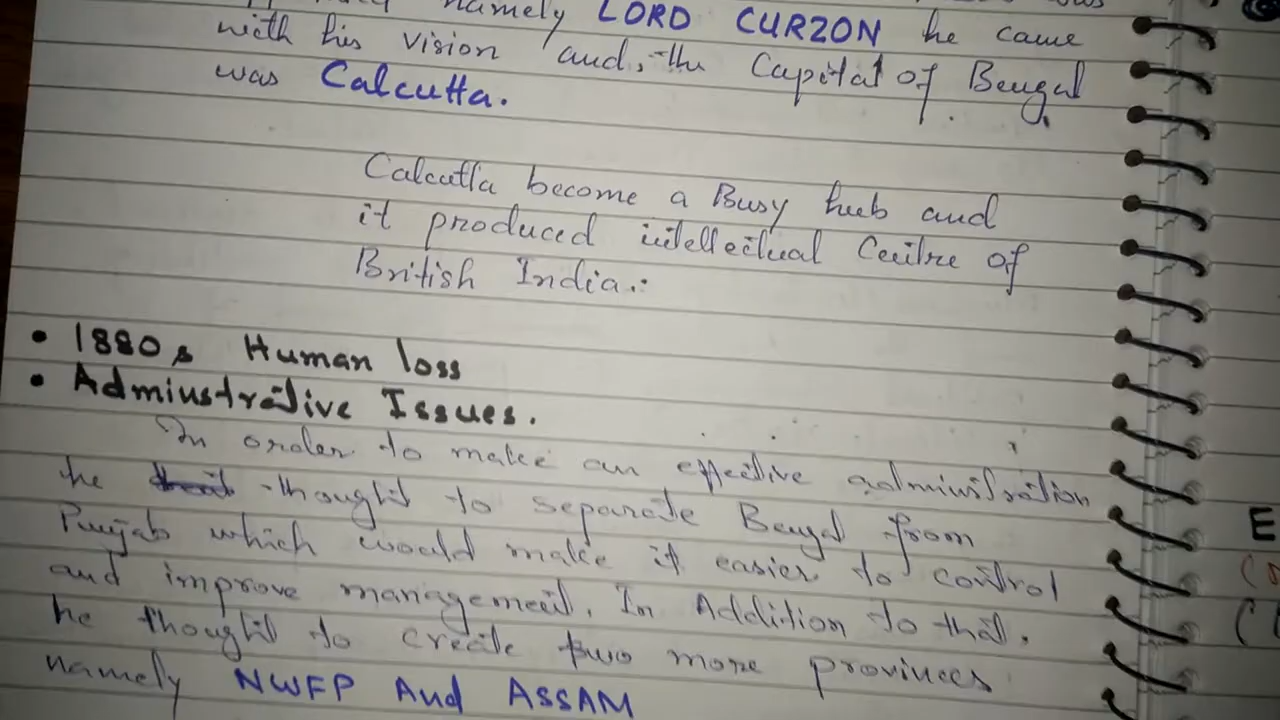 namely LORD CURZON he came
with his vision and, the Capital of Bengal
was Calcutta.
Calcutta become a Busy hub and
it produced intellectual Centre of
British India.:
• 1880s Human loss
• Administrative Issues.
In order to make an effective administration
he thought to separate Bengal from
Punjab which would make it easier to control
and improve management. In Addition to that,
he thought to create two more provinces
namely NWFP And ASSAM
E